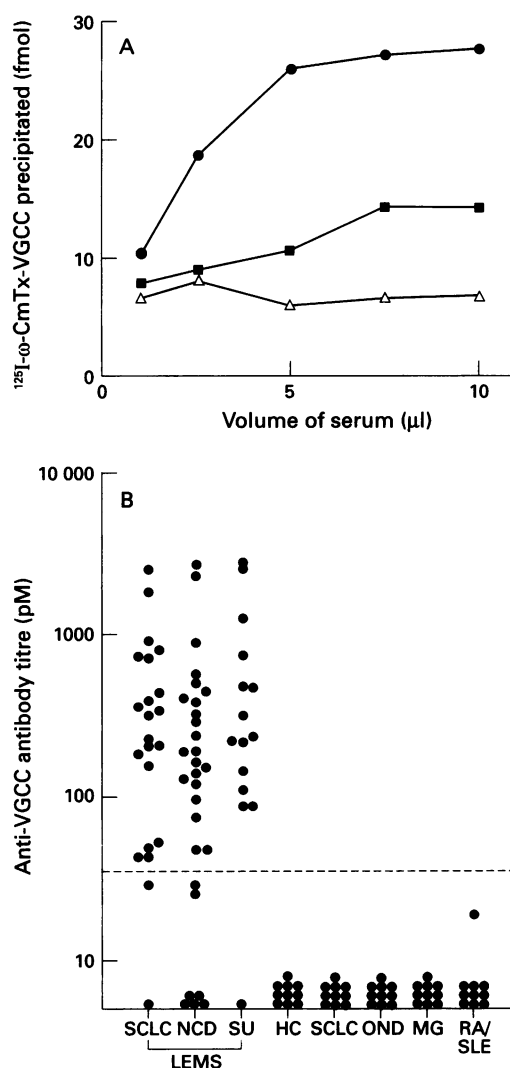 A
30
20
10
0
0
5
10
¹²⁵I-ω-CmTx-VGCC precipitated (fmol)
Volume of serum (µl)
B
10 000
1000
100
10
Anti-VGCC antibody titre (pM)
SCLC NCD SU HC SCLC OND MG RA/
SLE
LEMS